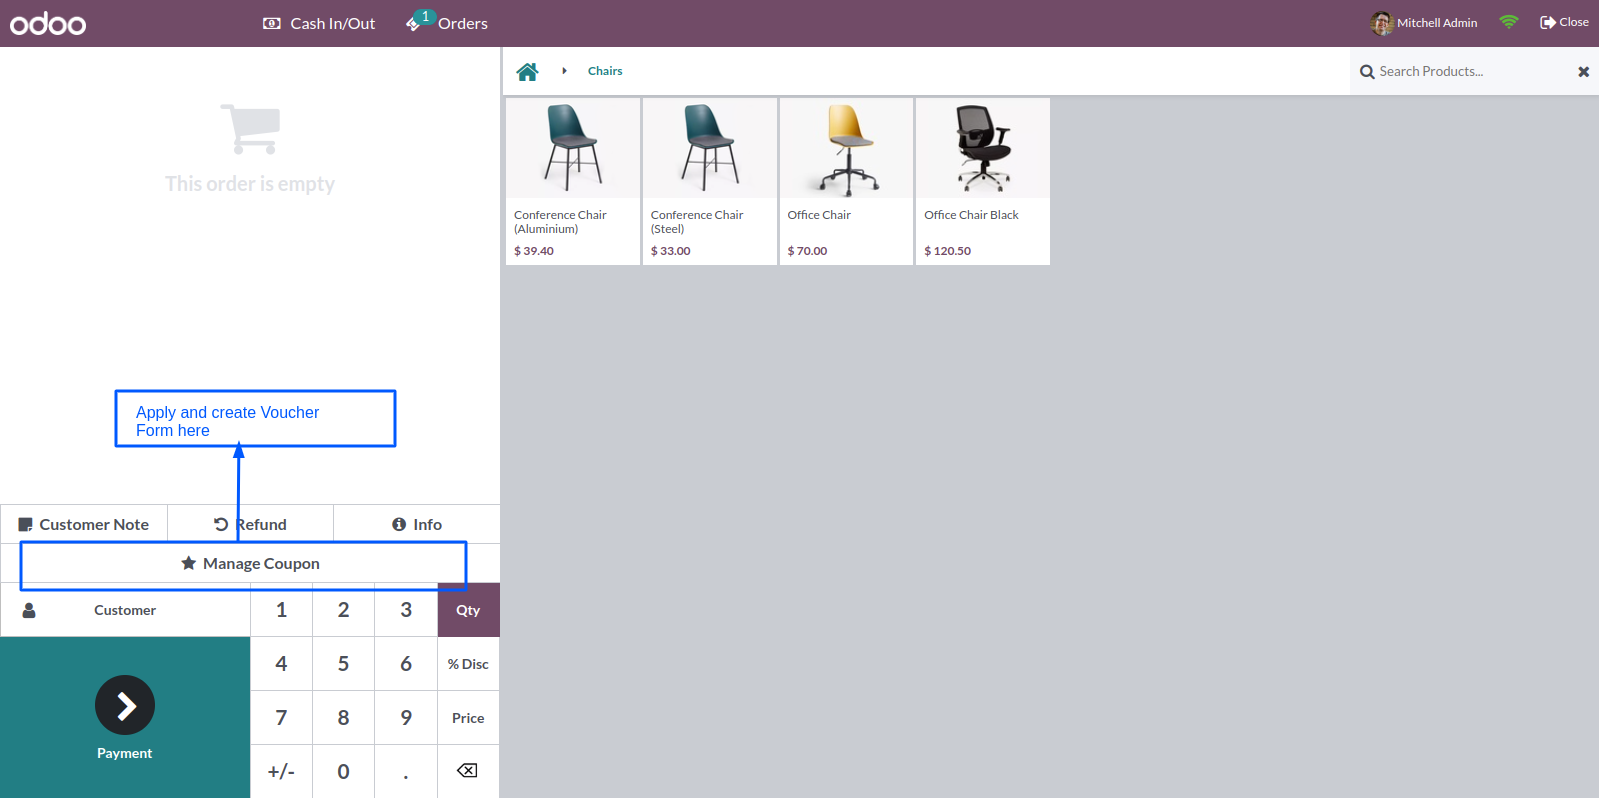 odoo
Cash In/Out
1
Orders
Mitchell Admin
Close
This order is empty
Chairs
Search Products...
Conference Chair
(Aluminium)
$ 39.40
Conference Chair
(Steel)
$ 33.00
Office Chair
$ 70.00
Office Chair Black
$ 120.50
Apply and create Voucher
Form here
Customer Note
Refund
Info
Manage Coupon
Customer
1 2 3 Qty
4 5 6 % Disc
7 8 9 Price
+/- 0 .
Payment